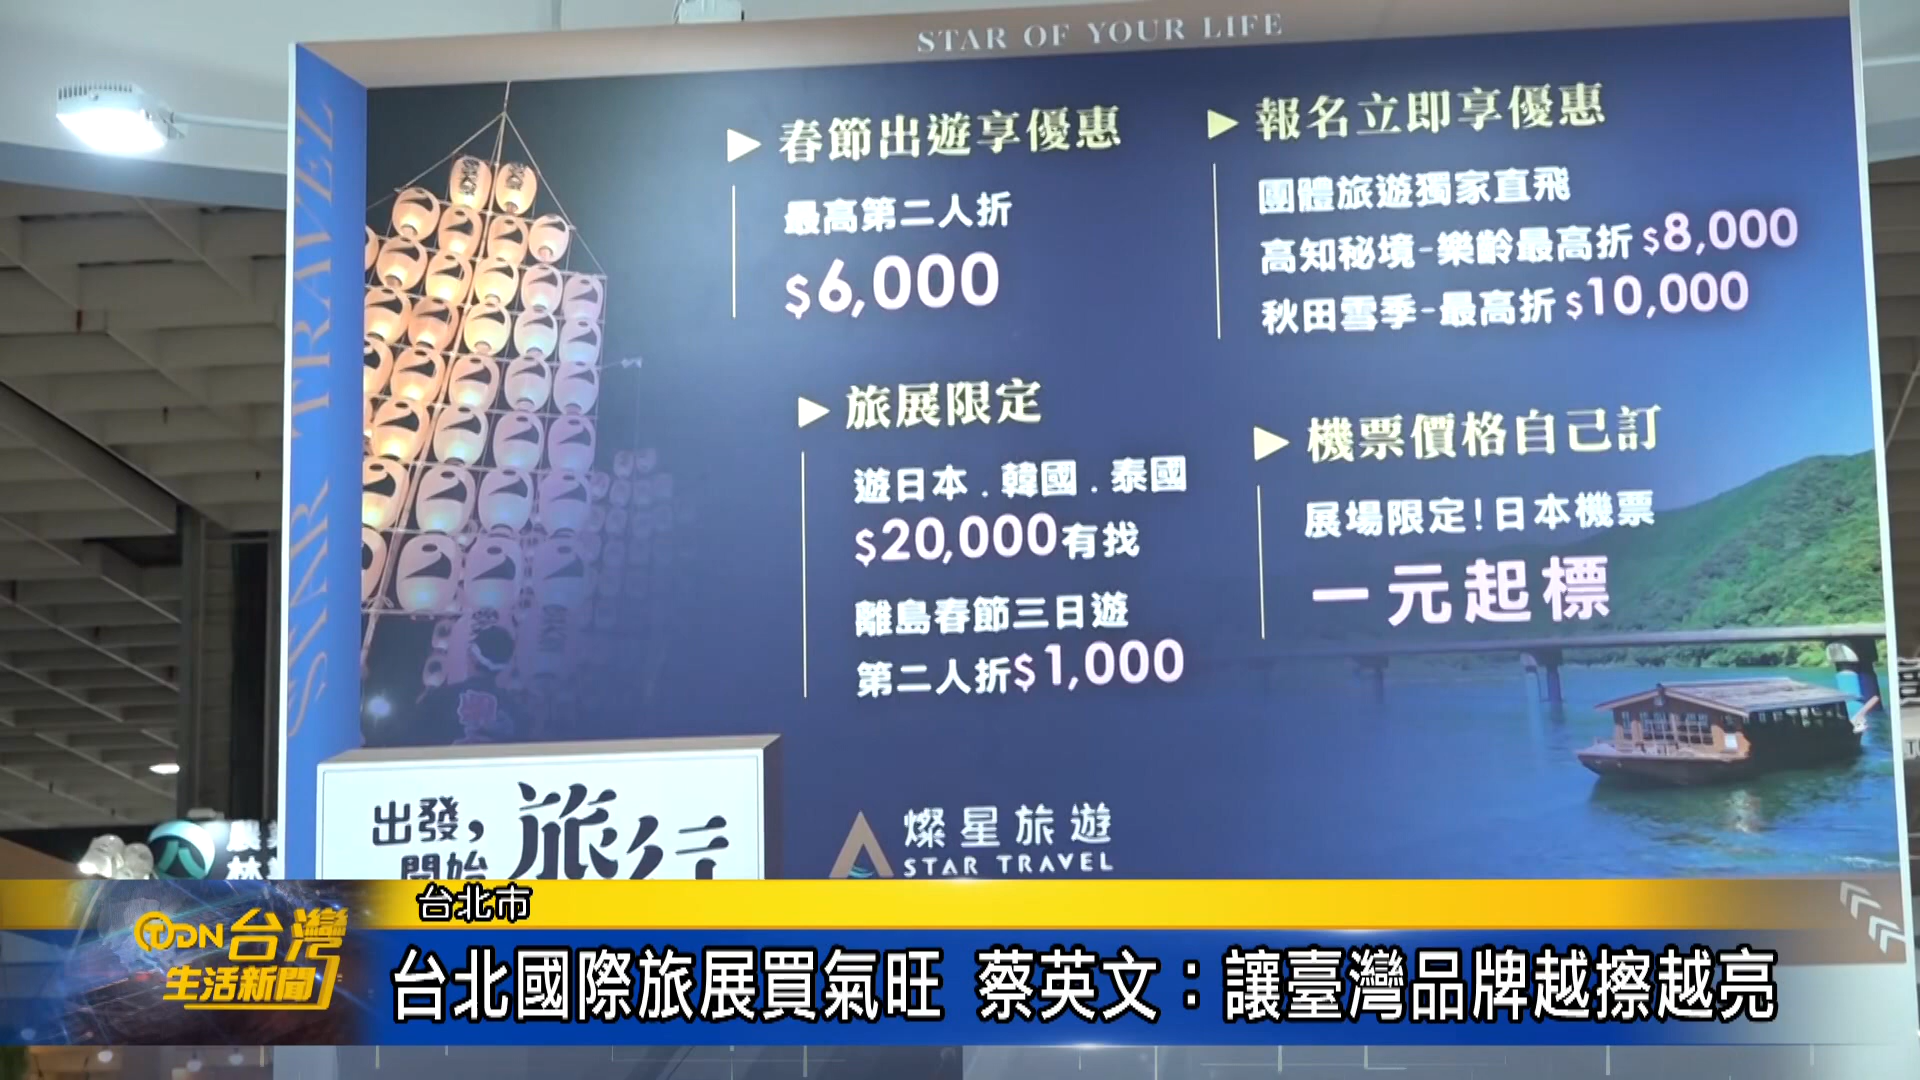 STAR OF YOUR LIFE
STAR TRAVEL
春節出遊享優惠
最高第二人折
$6,000
報名立即享優惠
團體旅遊獨家直飛
高知秘境-樂齡最高折$8,000
秋田雪季-最高折$10,000
旅展限定
遊日本.韓國.泰國
$20,000有找
離島春節三日遊
第二人折$1,000
機票價格自己訂
展場限定!日本機票
一元起標
出發,
開始
旅行
燦星旅遊
STAR TRAVEL
台北市
TDN台灣
生活新聞
台北國際旅展買氣旺 蔡英文:讓臺灣品牌越擦越亮